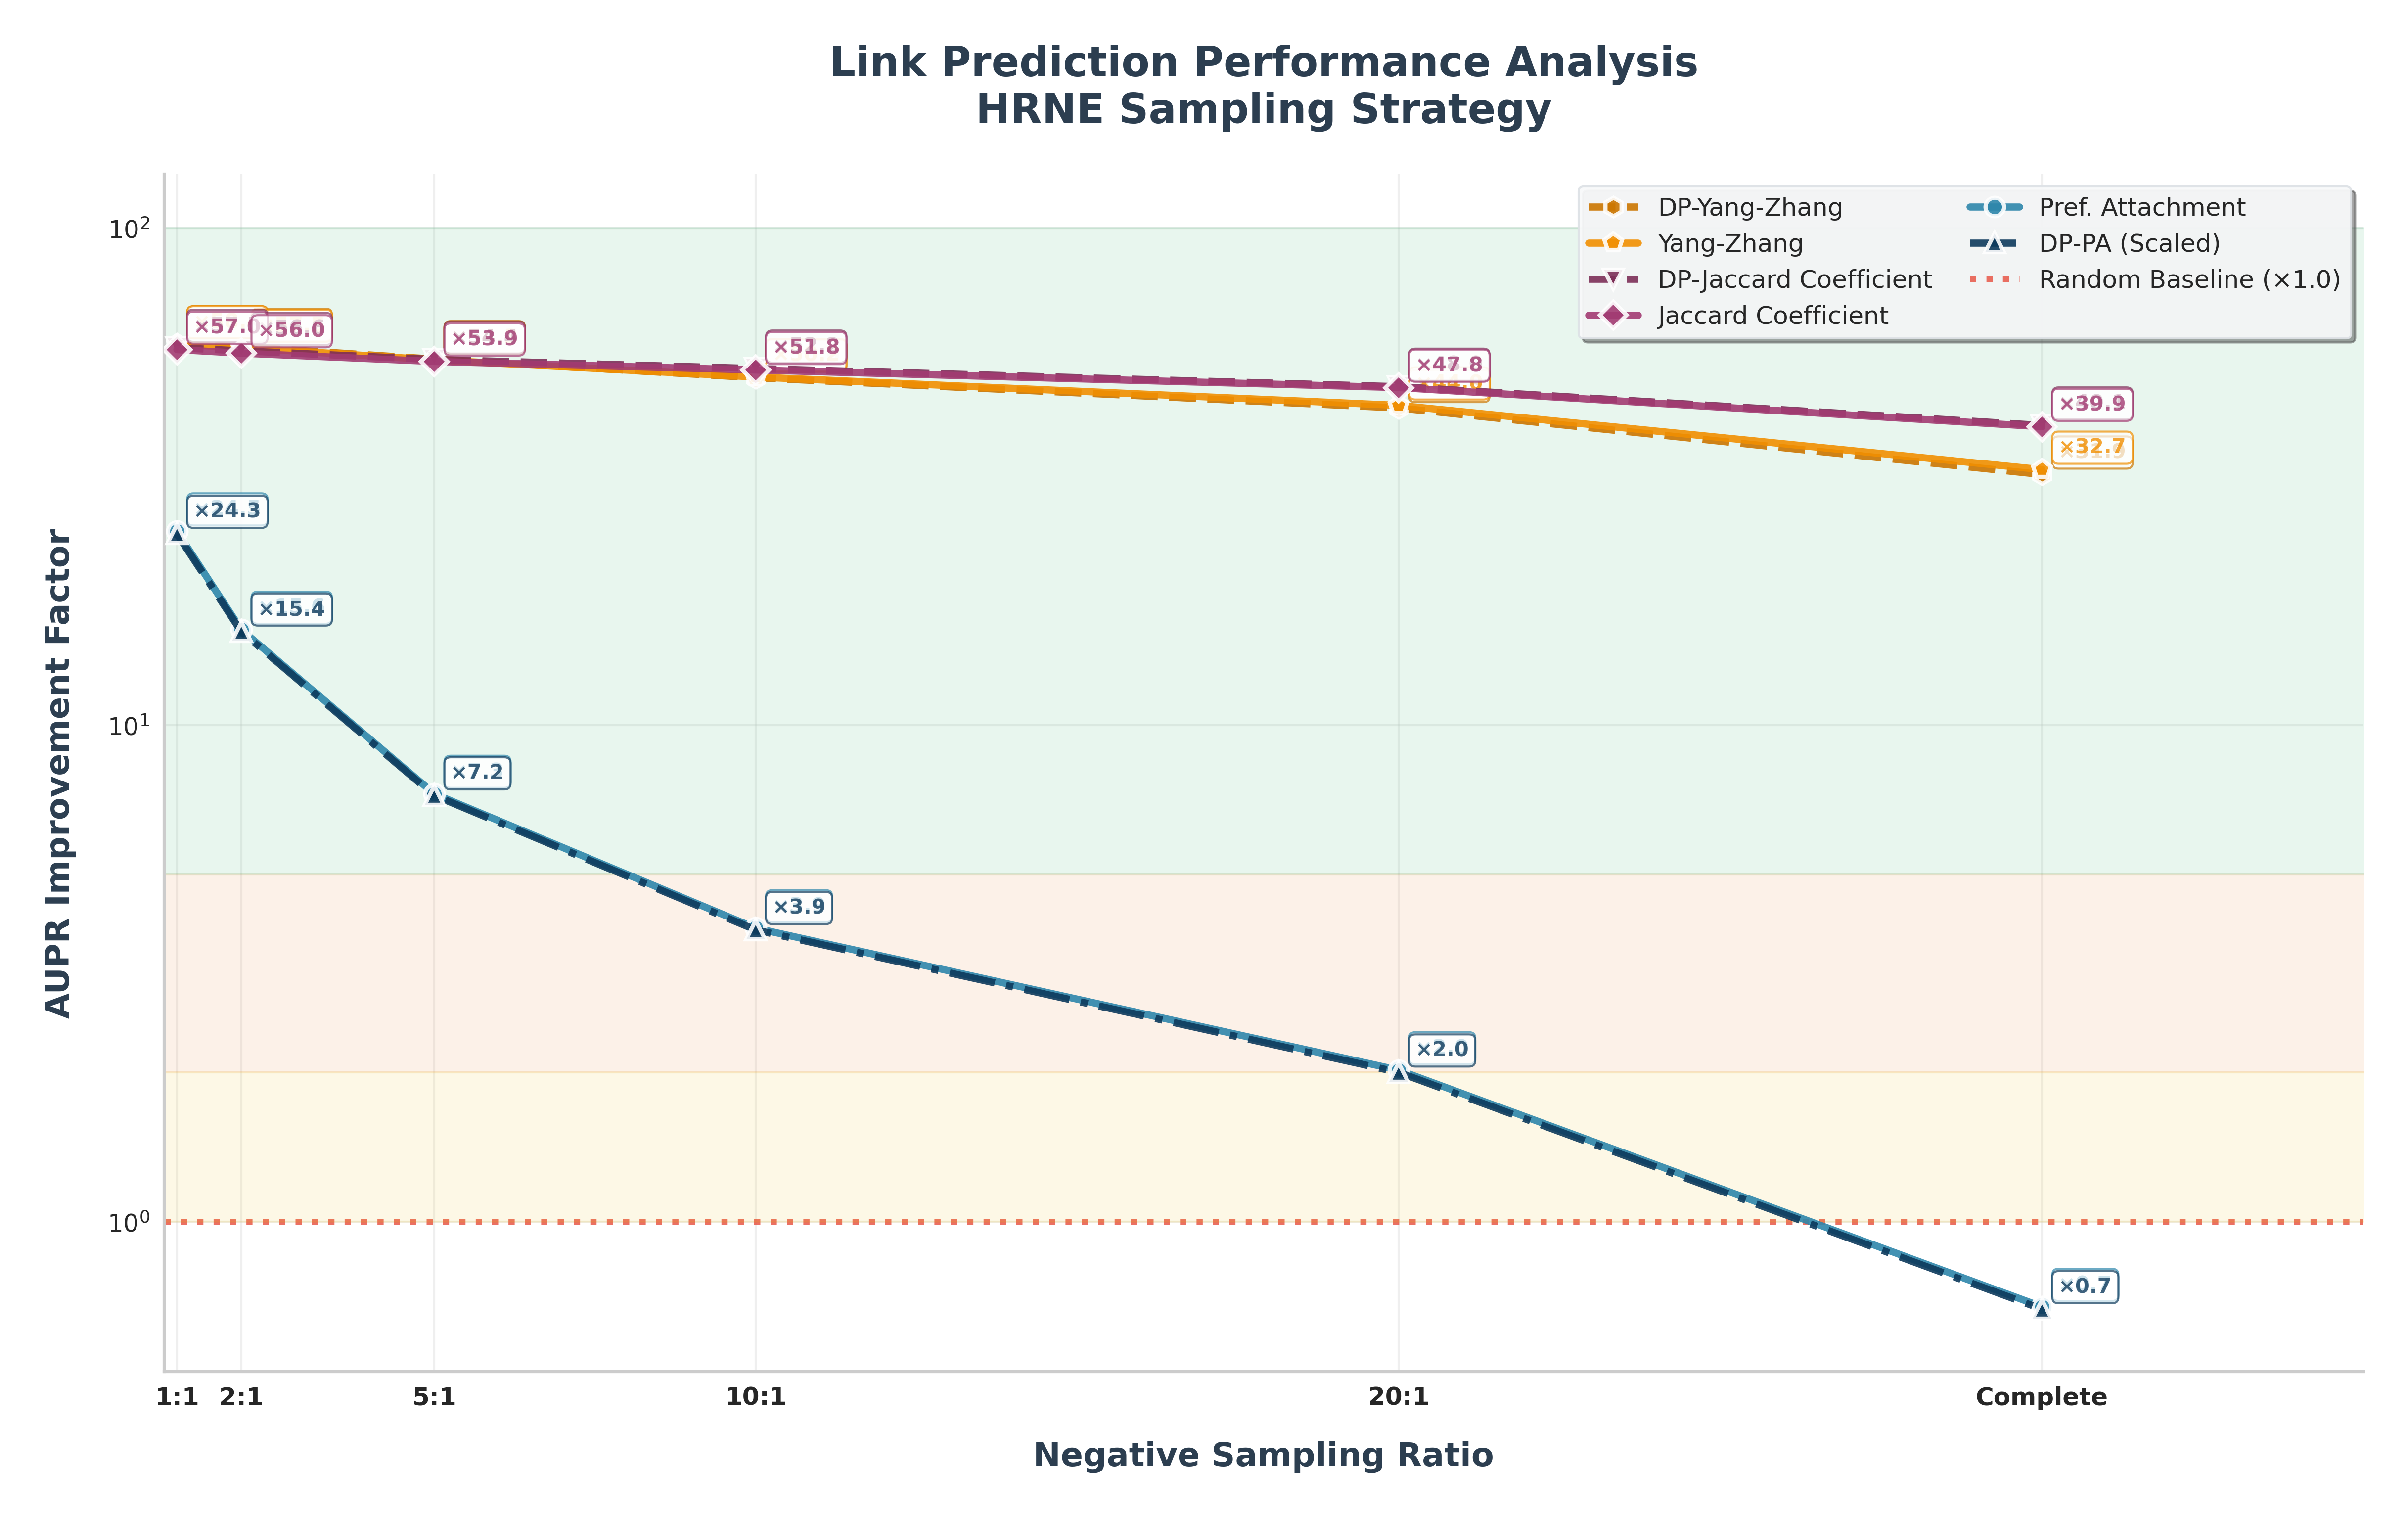 Link Prediction Performance Analysis
HRNE Sampling Strategy
AUPR Improvement Factor
10²
10¹
10⁰
DP-Yang-Zhang
Yang-Zhang
DP-Jaccard Coefficient
Jaccard Coefficient
Pref. Attachment
DP-PA (Scaled)
Random Baseline (×1.0)
×57.0
×56.0
×53.9
×51.8
×47.8
×39.9
×32.7
×24.3
×15.4
×7.2
×3.9
×2.0
×0.7
1:1 2:1 5:1 10:1 20:1 Complete
Negative Sampling Ratio